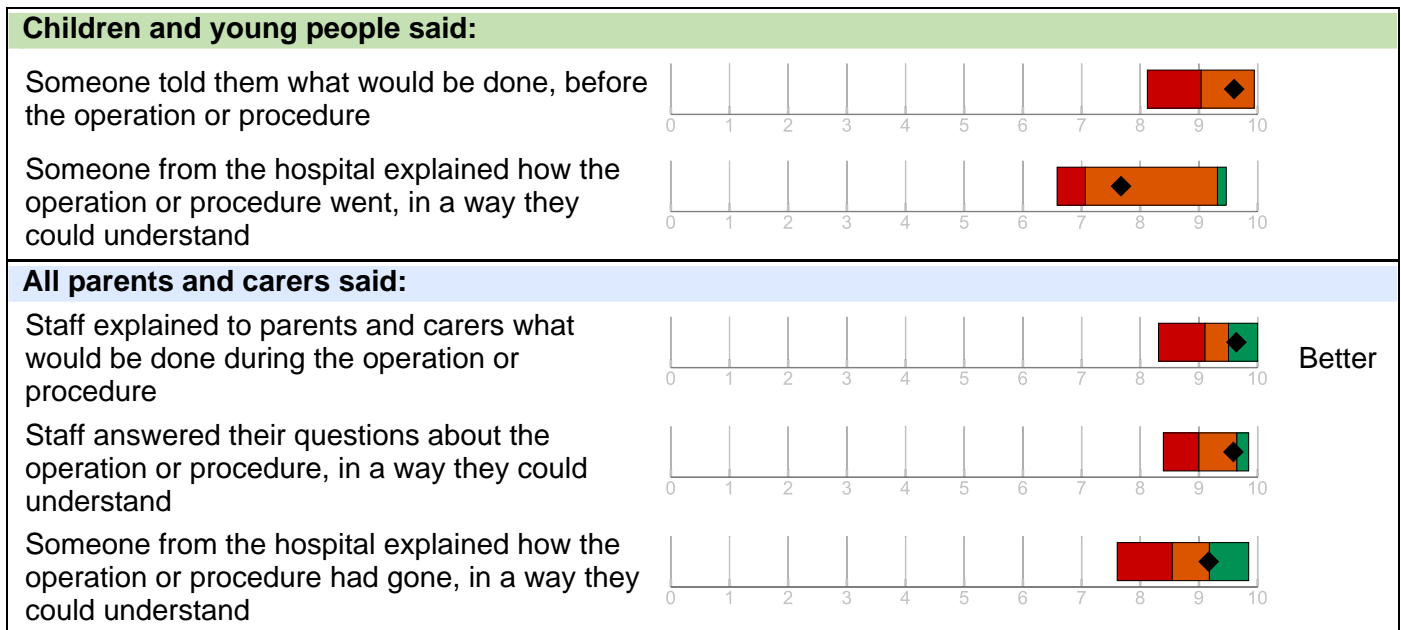 Children and young people said:
Someone told them what would be done, before
the operation or procedure
0 1 2 3 4 5 6 7 8 9 10
Someone from the hospital explained how the
operation or procedure went, in a way they
could understand
0 1 2 3 4 5 6 7 8 9 10
All parents and carers said:
Staff explained to parents and carers what
would be done during the operation or
procedure
0 1 2 3 4 5 6 7 8 9 10
Better
Staff answered their questions about the
operation or procedure, in a way they could
understand
0 1 2 3 4 5 6 7 8 9 10
Someone from the hospital explained how the
operation or procedure had gone, in a way they
could understand
0 1 2 3 4 5 6 7 8 9 10